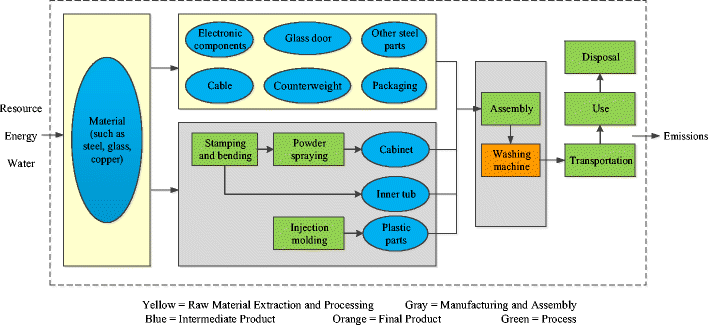 Resource
Energy
Water
Material
(such as
steel, glass,
copper)
Electronic
components
Glass door
Other steel
parts
Cable
Counterweight
Packaging
Stamping
and bending
Powder
spraying
Cabinet
Inner tub
Injection
molding
Plastic
parts
Assembly
Washing
machine
Disposal
Use
Transportation
Emissions
Yellow = Raw Material Extraction and Processing
Gray = Manufacturing and Assembly
Blue = Intermediate Product
Orange = Final Product
Green = Process